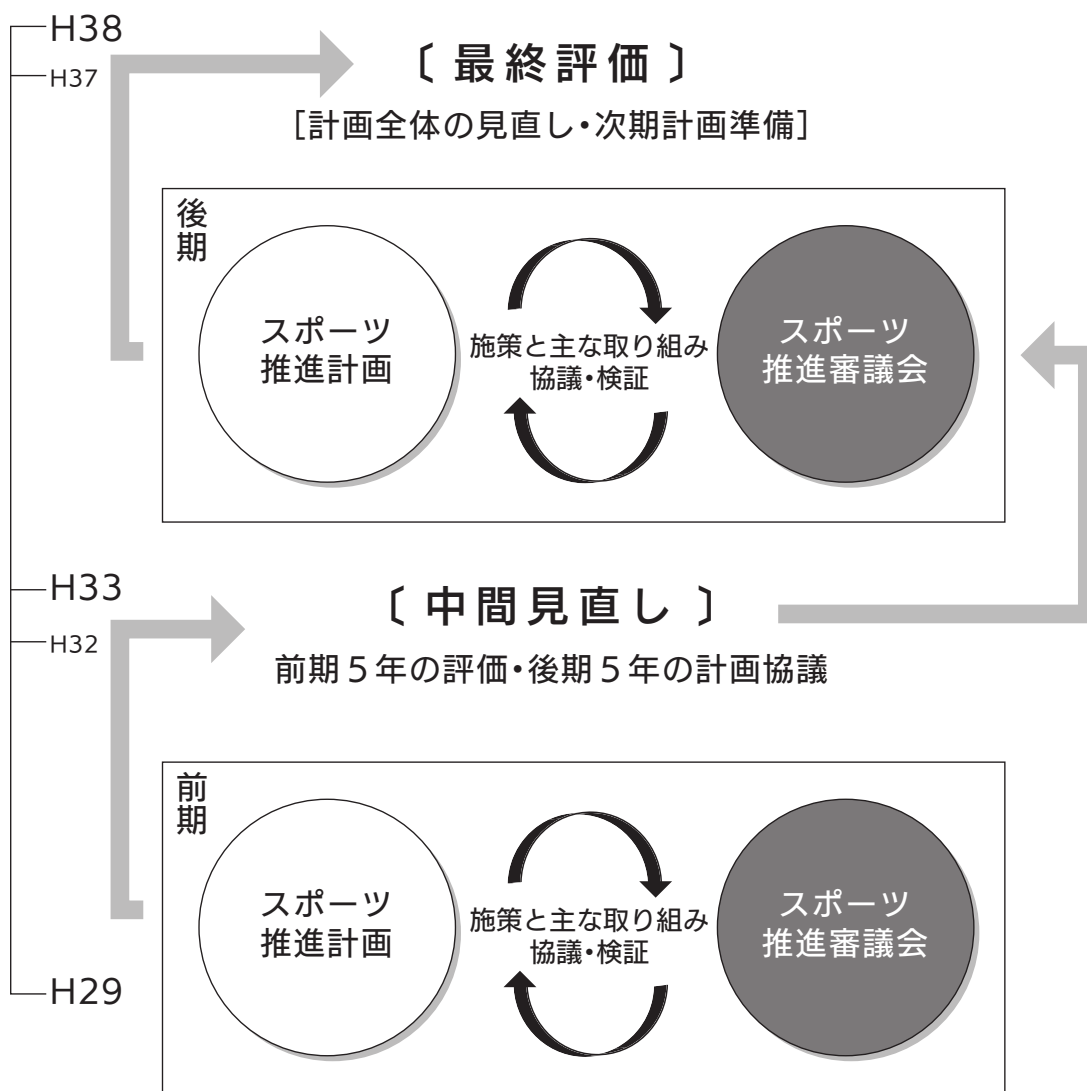 H38
H37
〔 最終評価 〕
［計画全体の見直し・次期計画準備］
後期
スポーツ
推進計画
施策と主な取り組み
協議・検証
スポーツ
推進審議会
H33
H32
〔 中間見直し 〕
前期５年の評価・後期５年の計画協議
前期
スポーツ
推進計画
施策と主な取り組み
協議・検証
スポーツ
推進審議会
H29